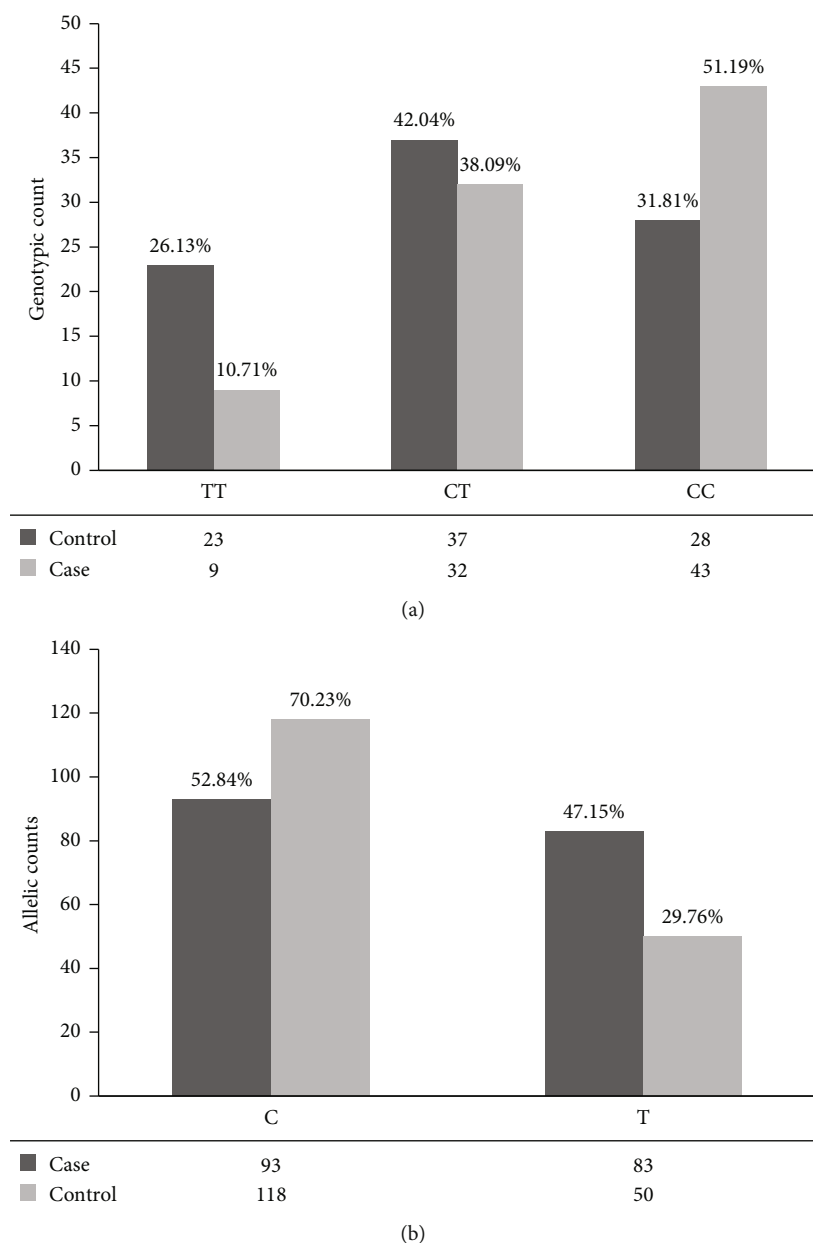 50
45
40
35
30
25
20
15
10
5
0
Genotypic count
26.13%
10.71%
42.04%
38.09%
31.81%
51.19%
TT CT CC
Control 23 37 28
Case 9 32 43
(a)
140
120
100
80
60
40
20
0
Allelic counts
52.84%
70.23%
47.15%
29.76%
C T
Case 93 83
Control 118 50
(b)